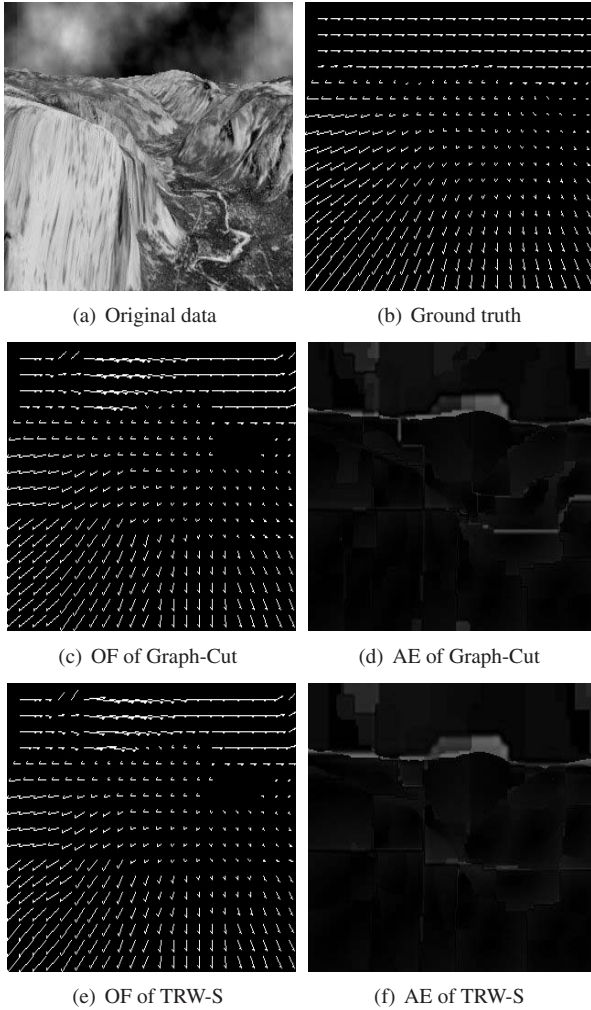 (a) Original data
(b) Ground truth
(c) OF of Graph-Cut
(d) AE of Graph-Cut
(e) OF of TRW-S
(f) AE of TRW-S